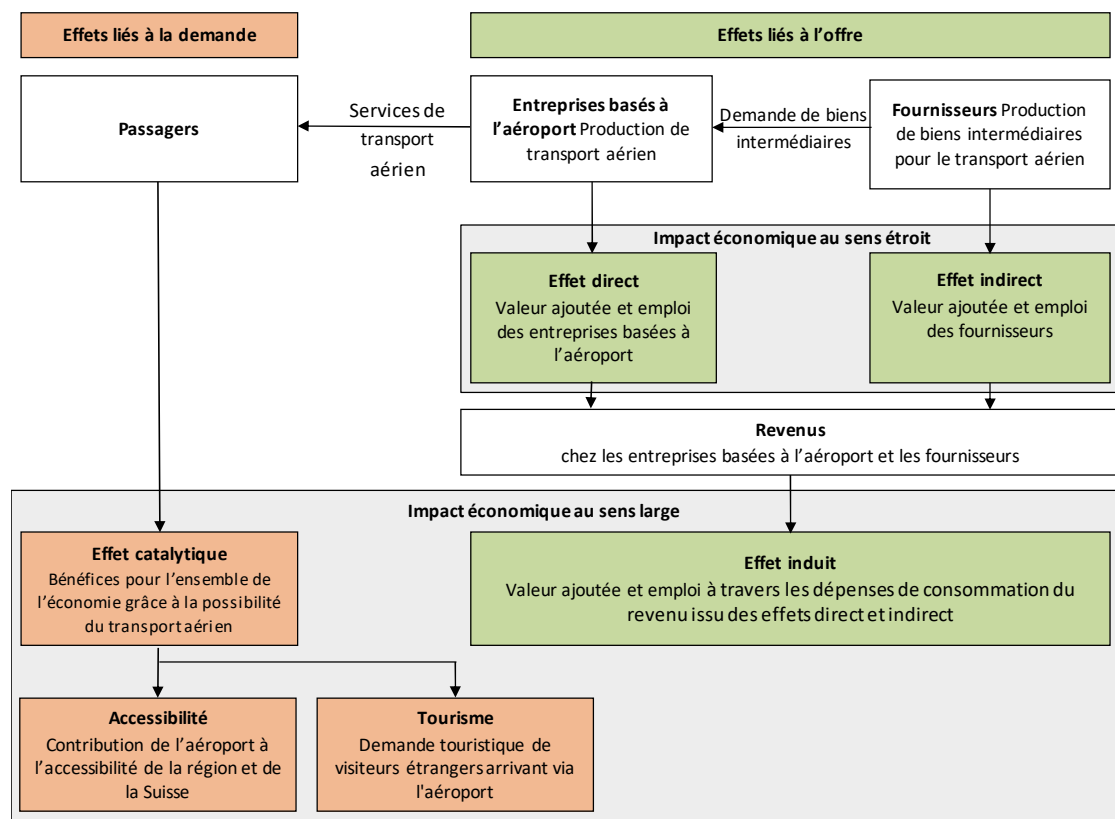 Effets liés à la demande
Effets liés à l'offre
Passagers
Services de
transport
aérien
Entreprises basés à
l'aéroport Production de
transport aérien
Demande de biens
intermédiaires
Fournisseurs Production
de biens intermédiaires
pour le transport aérien
Impact économique au sens étroit
Effet direct
Valeur ajoutée et emploi
des entreprises basées à
l'aéroport
Effet indirect
Valeur ajoutée et emploi
des fournisseurs
Revenus
chez les entreprises basées à l'aéroport et les fournisseurs
Impact économique au sens large
Effet catalytique
Bénéfices pour l'ensemble de
l'économie grâce à la possibilité
du transport aérien
Effet induit
Valeur ajoutée et emploi à travers les dépenses de consommation du
revenu issu des effets direct et indirect
Accessibilité
Contribution de l'aéroport à
l'accessibilité de la région et de
la Suisse
Tourisme
Demande touristique de
visiteurs étrangers arrivant via
l'aéroport